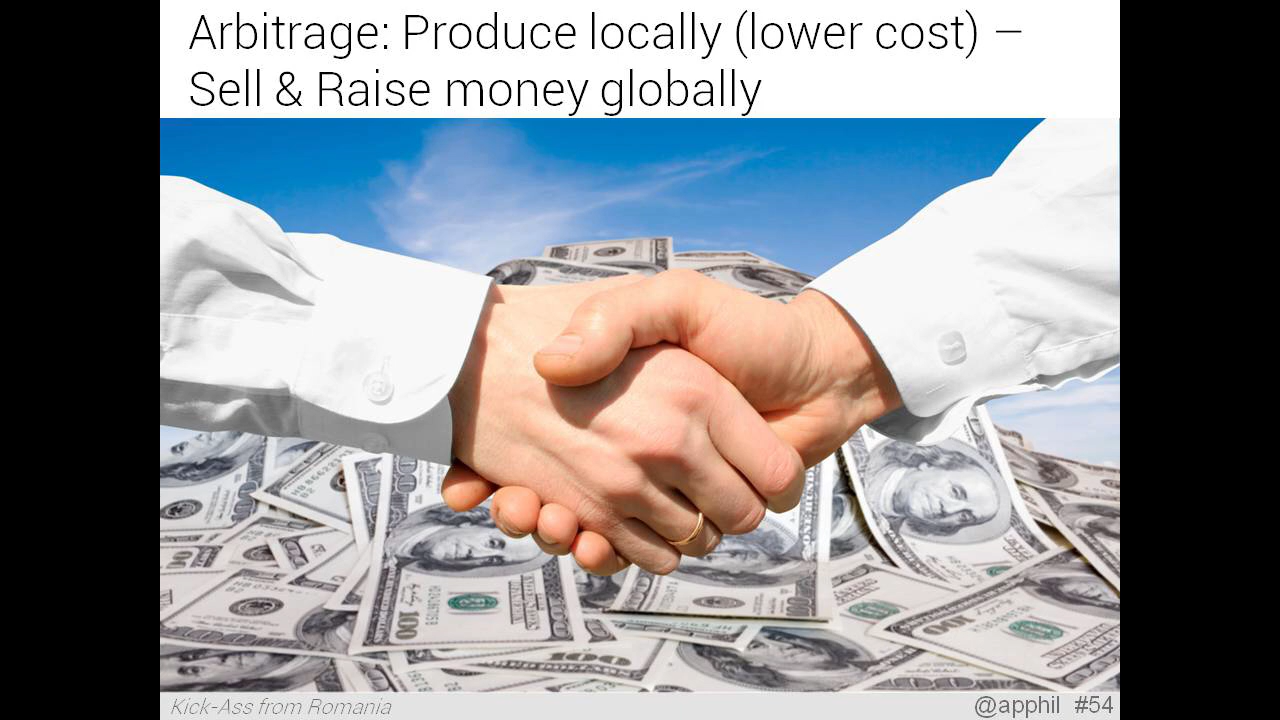 Arbitrage: Produce locally (lower cost) –
Sell & Raise money globally
Kick-Ass from Romania
@apphil #54